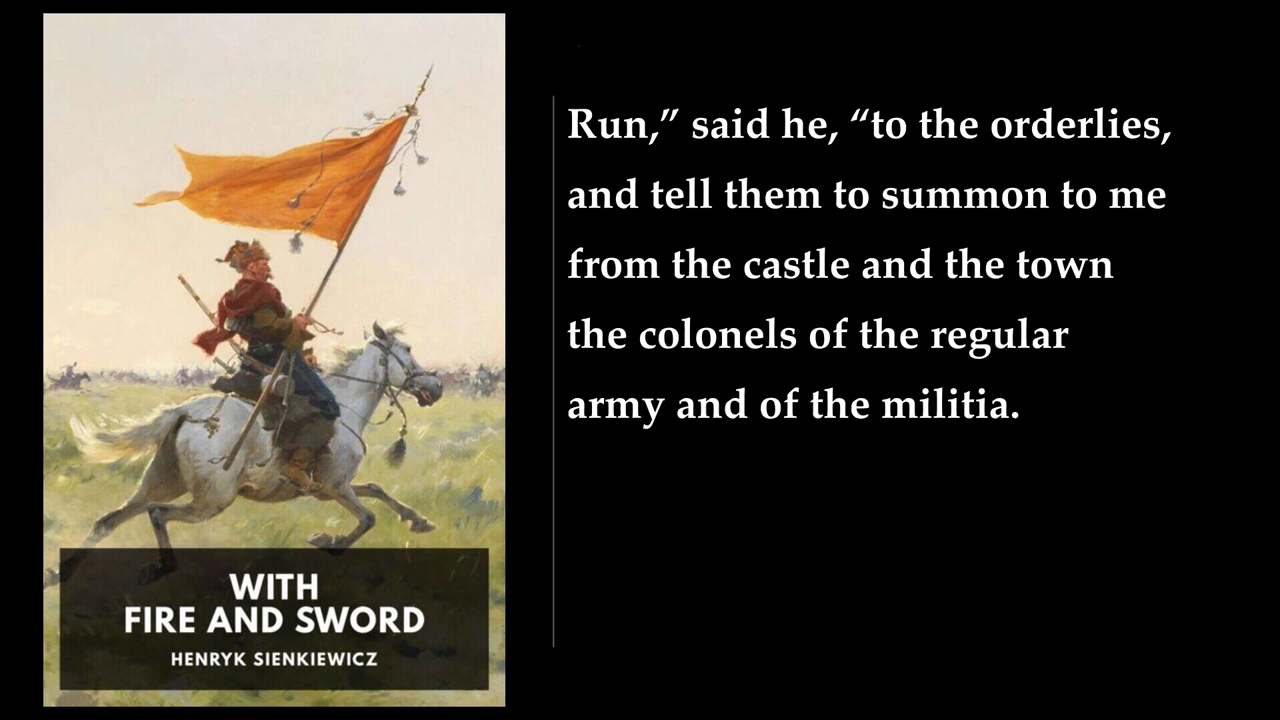 Run,” said he, “to the orderlies,
and tell them to summon to me
from the castle and the town
the colonels of the regular
army and of the militia.
WITH
FIRE AND SWORD
HENRYK SIENKIEWICZ